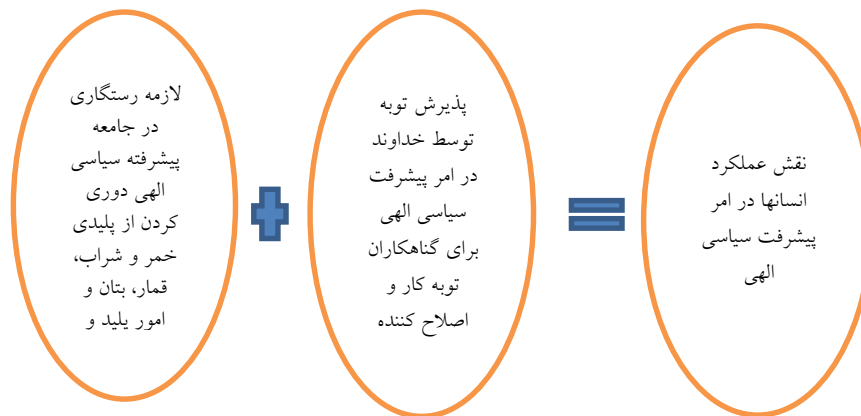 لازمه رستگاری
در جامعه
پیشرفته سیاسی
الهی دوری
کردن از پلیدی
خمر و شراب،
قمار، بتان و
امور پلید و
پذیرش توبه
توسط خداوند
در امر پیشرفت
سیاسی الهی
برای گناهکاران
توبه کار و
اصلاح کننده
نقش عملکرد
انسانها در امر
پیشرفت سیاسی
الهی